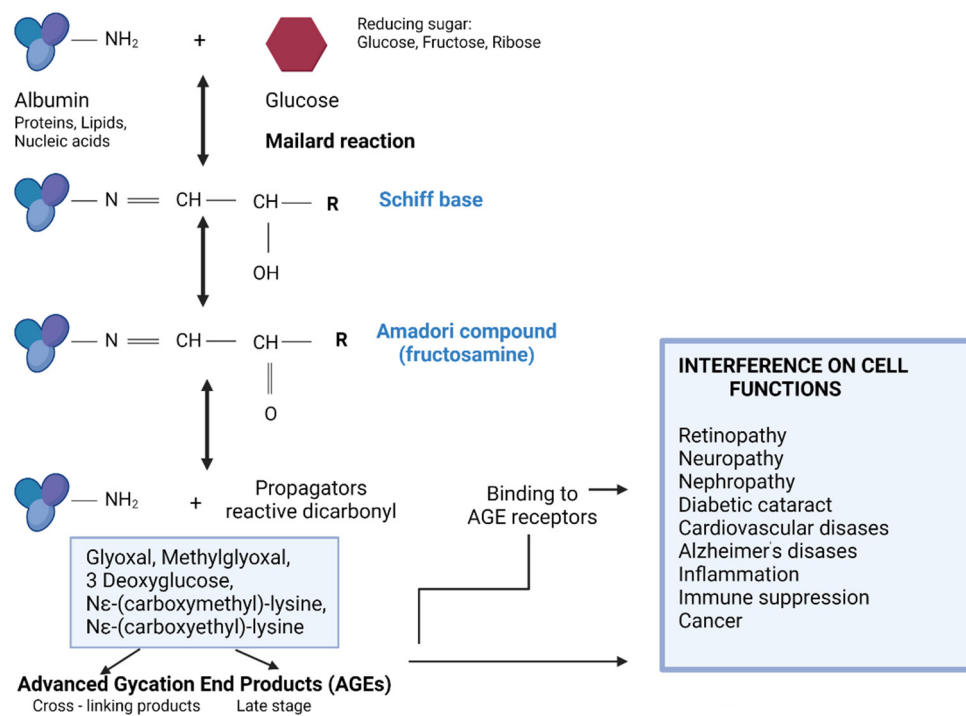 NH2
+
Reducing sugar:
Glucose, Fructose, Ribose
Albumin
Proteins, Lipids,
Nucleic acids
Glucose
Mailard reaction
N CH CH R
Schiff base
OH
N CH CH R
Amadori compound
(fructosamine)
O
NH2
+
Propagators
reactive dicarbonyl
Glyoxal, Methylglyoxal,
3 Deoxyglucose,
Nε-(carboxymethyl)-lysine,
Nε-(carboxyethyl)-lysine
Advanced Gycation End Products (AGEs)
Cross - linking products
Late stage
Binding to
AGE receptors
INTERFERENCE ON CELL
FUNCTIONS
Retinopathy
Neuropathy
Nephropathy
Diabetic cataract
Cardiovascular disases
Alzheimer's diseases
Inflammation
Immune suppression
Cancer